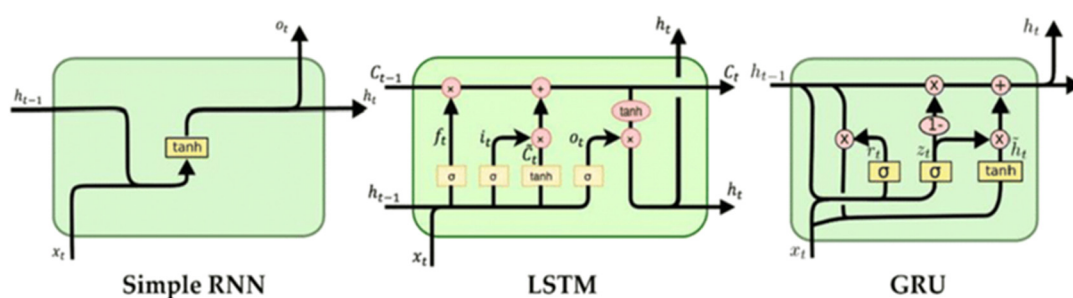 o_t
h_{t-1}
h_t
tanh
x_t
Simple RNN
h_t
C_{t-1}
C_t
×
+
tanh
f_t
i_t
×
o_t
×
C̃_t
σ
σ
tanh
σ
h_{t-1}
h_t
x_t
LSTM
h_t
h_{t-1}
x
+
1-
x
r_t
z_t
x
h̃_t
σ
σ
tanh
x_t
GRU